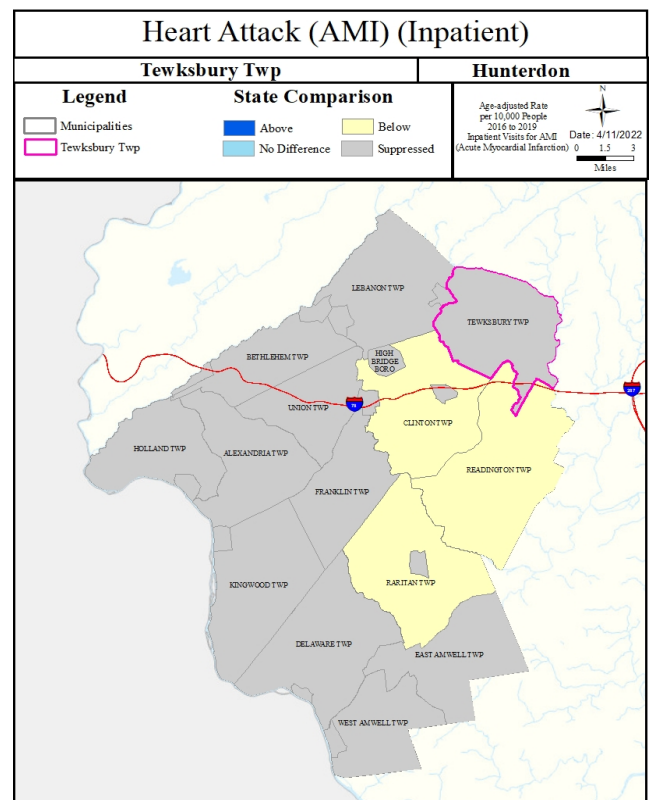 Heart Attack (AMI) (Inpatient)
Tewksbury Twp
Hunterdon
Legend
Municipalities
Tewksbury Twp
State Comparison
Above
Below
No Difference
Suppressed
Age-adjusted Rate
per 10,000 People
2016 to 2019
Inpatient Visits for AMI
(Acute Myocardial Infarction)
N
Date: 4/11/2022
0 1.5 3
Miles
LEBANON TWP
TEWKSBURY TWP
BETHLEHEM TWP
HIGH
BRIDGE
BORO
UNION TWP
78
287
CLINTON TWP
HOLLAND TWP
ALEXANDRIA TWP
READINGTON TWP
FRANKLIN TWP
KINGWOOD TWP
RARITAN TWP
DELAWARE TWP
EAST AMWELL TWP
WEST AMWELL TWP